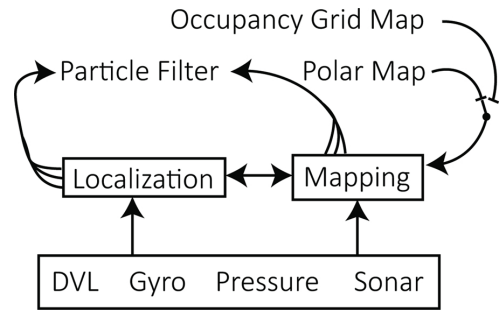 Occupancy Grid Map
Particle Filter Polar Map
Localization Mapping
DVL Gyro Pressure Sonar